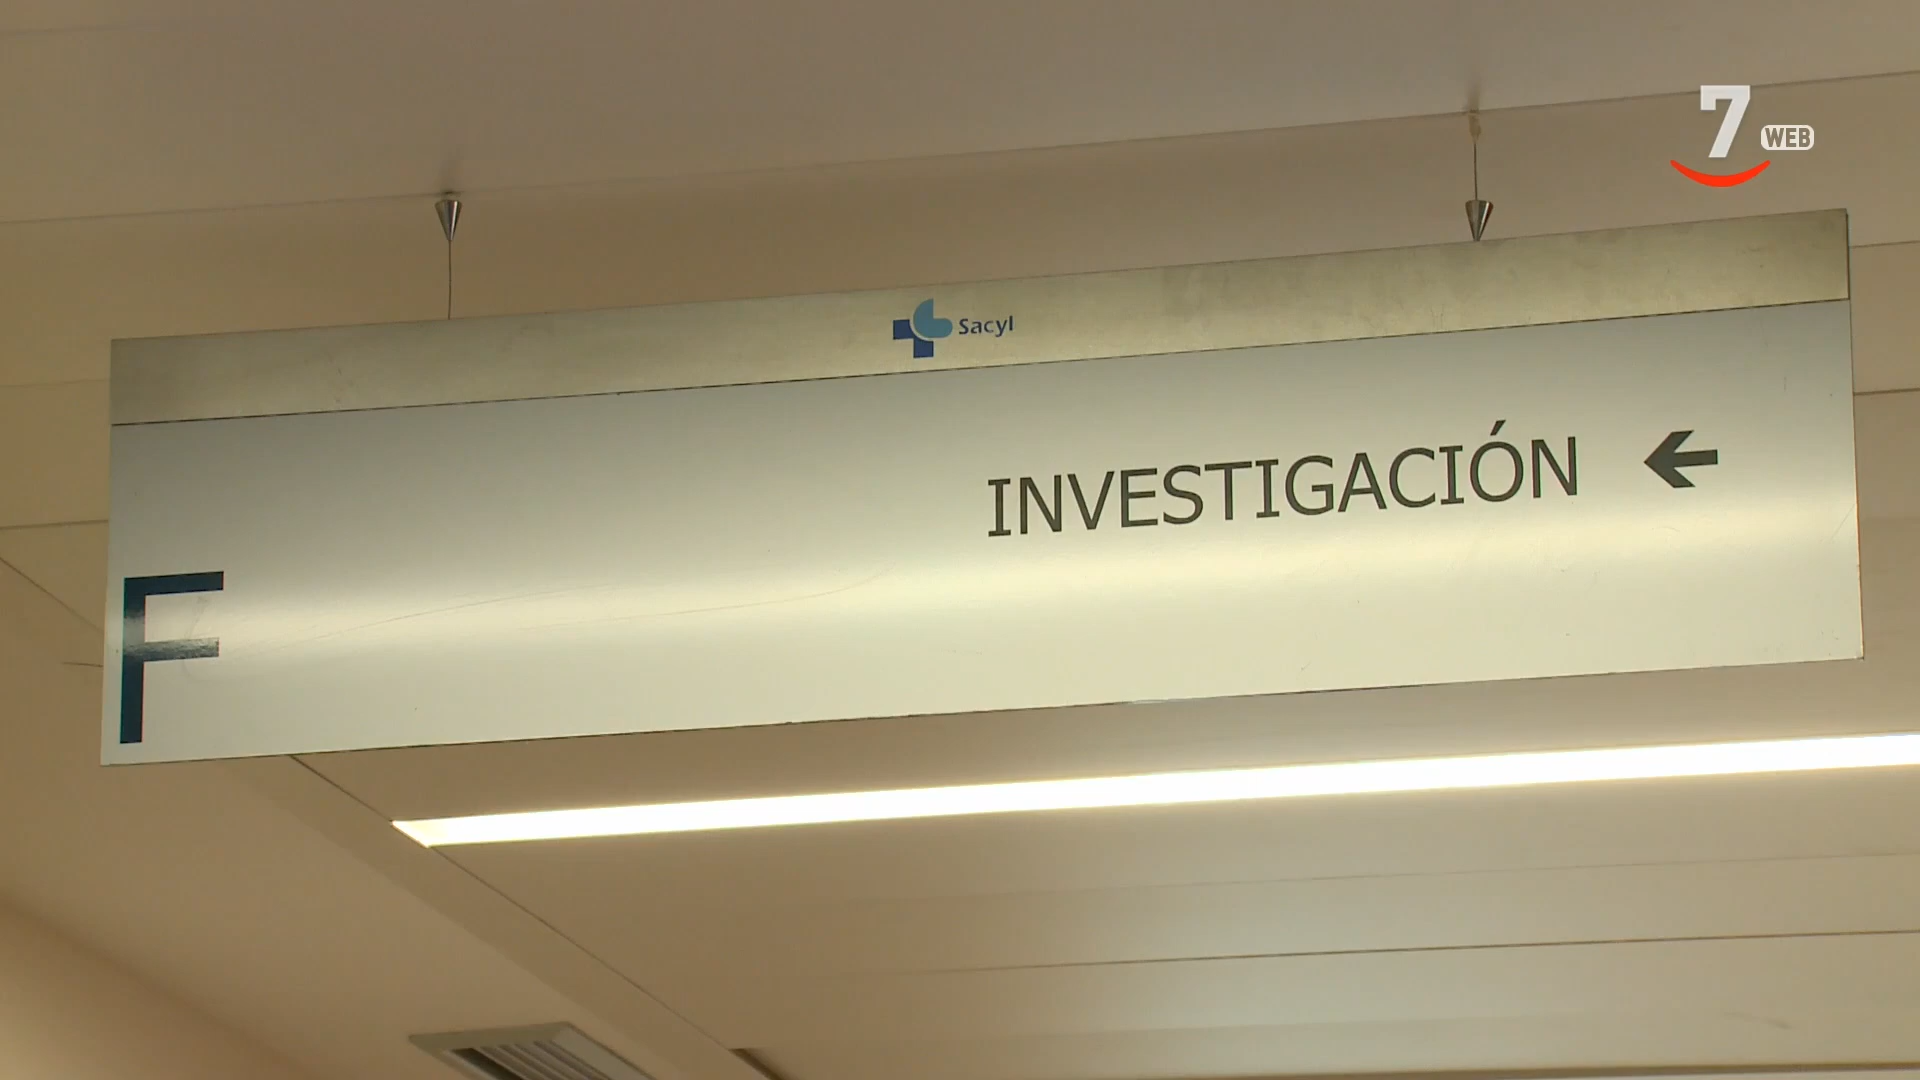 7 WEB
Sacyl
INVESTIGACIÓN ←
F